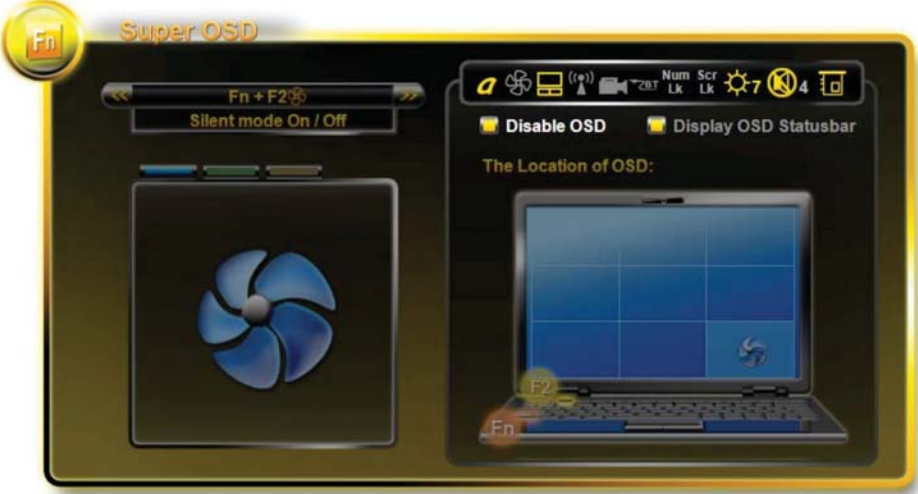 Fn
Super OSD
Fn + F2
Silent mode On / Off
Num Lk
Scr Lk
7
4
Disable OSD
Display OSD Statusbar
The Location of OSD:
F2
Fn